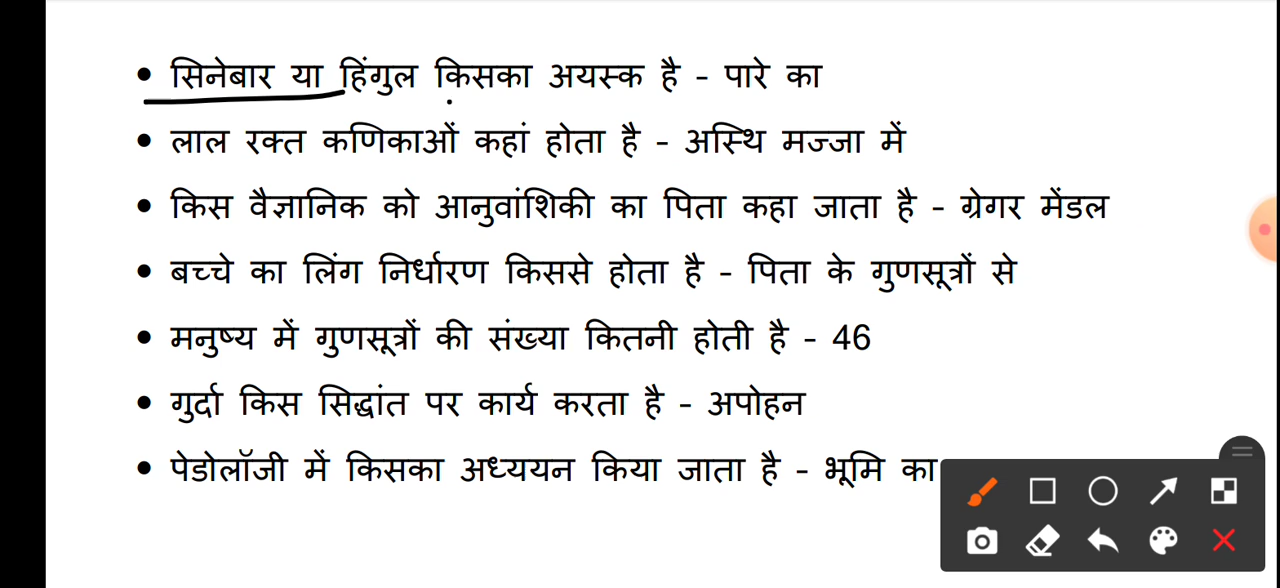 • सिनेबार या हिंगुल किसका अयस्क है - पारे का
• लाल रक्त कणिकाओं कहां होता है - अस्थि मज्जा में
• किस वैज्ञानिक को आनुवांशिकी का पिता कहा जाता है - ग्रेगर मेंडल
• बच्चे का लिंग निर्धारण किससे होता है - पिता के गुणसूत्रों से
• मनुष्य में गुणसूत्रों की संख्या कितनी होती है - 46
• गुर्दा किस सिद्धांत पर कार्य करता है - अपोहन
• पेडोलॉजी में किसका अध्ययन किया जाता है - भूमि का